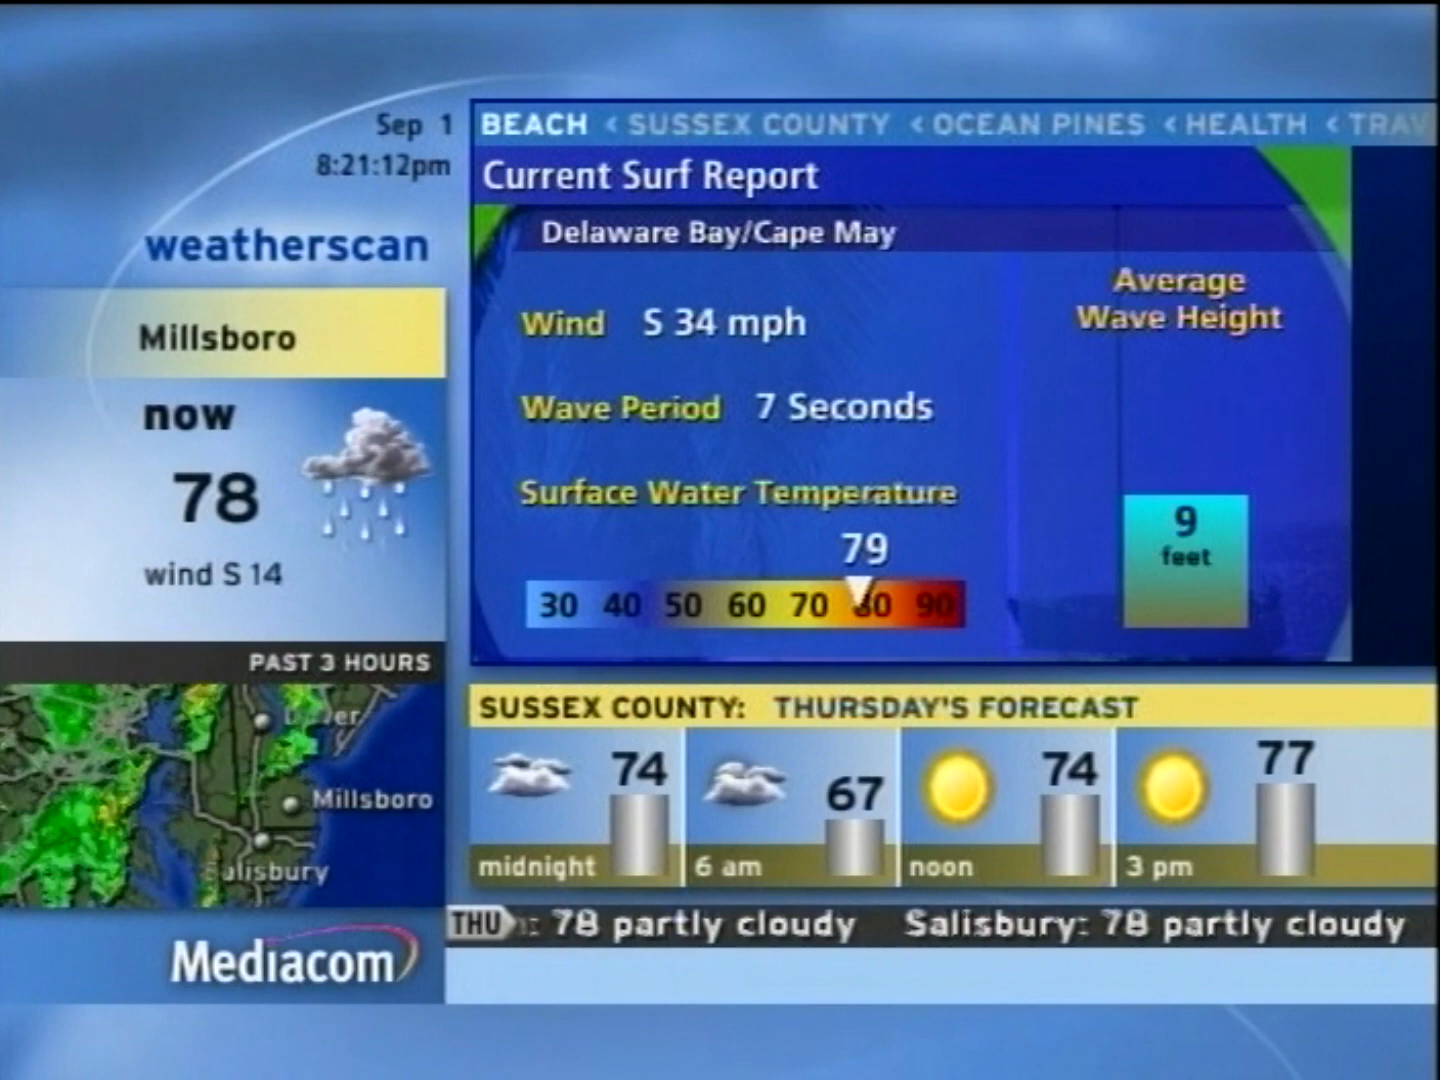 Sep 1
8:21:12pm
weatherscan
Millsboro
now
78
wind S 14
PAST 3 HOURS
Millsboro
Salisbury
Mediacom
BEACH < SUSSEX COUNTY < OCEAN PINES < HEALTH < TRAV
Current Surf Report
Delaware Bay/Cape May
Wind S 34 mph
Wave Period 7 Seconds
Surface Water Temperature
79
30 40 50 60 70 80 90
Average
Wave Height
9
feet
SUSSEX COUNTY: THURSDAY'S FORECAST
74 67 74 77
midnight 6 am noon 3 pm
THU : 78 partly cloudy Salisbury: 78 partly cloudy